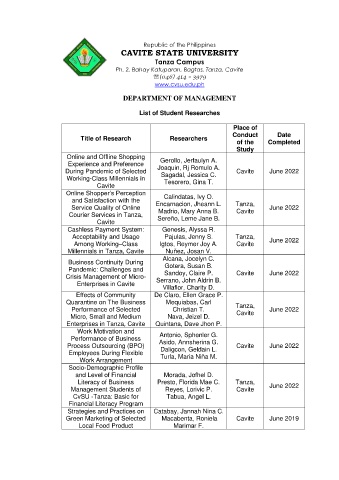 Republic of the Philippines
CAVITE STATE UNIVERSITY
Tanza Campus
Ph. 2, Bahay Katuparan, Bagtas, Tanza, Cavite
☎(046) 414 – 3979
www.cvsu.edu.ph
DEPARTMENT OF MANAGEMENT
List of Student Researches
Title of Research
Researchers
Place of
Conduct
of the
Study
Date
Completed
Online and Offline Shopping
Experience and Preference
During Pandemic of Selected
Working-Class Millennials In
Cavite
Gerollo, Jerfaulyn A.
Joaquin, Rj Romulo A.
Sagadal, Jessica C.
Tesorero, Gina T.
Cavite
June 2022
Online Shopper's Perception
and Satisfaction with the
Service Quality of Online
Courier Services in Tanza,
Cavite
Calindatas, Ivy O.
Encarnacion, Jheann L.
Madrio, Mary Anna B.
Sereño, Leme Jane B.
Tanza,
Cavite
June 2022
Cashless Payment System:
Acceptability and Usage
Among Working–Class
Millennials in Tanza, Cavite
Genesis, Alyssa R.
Pajulas, Jenny S.
Igtos, Reymer Joy A.
Nuñez, Josan V.
Tanza,
Cavite
June 2022
Business Continuity During
Pandemic: Challenges and
Crisis Management of Micro-
Enterprises in Cavite
Alcana, Jocelyn C.
Gotera, Susan B.
Sandoy, Claire P.
Serrano, John Aldrin B.
Villaflor, Charity D.
Cavite
June 2022
Effects of Community
Quarantine on The Business
Performance of Selected
Micro, Small and Medium
Enterprises in Tanza, Cavite
De Claro, Ellen Grace P.
Mequiabas, Carl
Christian T.
Nava, Jeizel D.
Quintana, Dave Jhon P.
Tanza,
Cavite
June 2022
Work Motivation and
Performance of Business
Process Outsourcing (BPO)
Employees During Flexible
Work Arrangement
Antonio, Sphenler G.
Asido, Annsherina G.
Daligcon, Geldain L.
Turla, Maria Niña M.
Cavite
June 2022
Socio-Demographic Profile
and Level of Financial
Literacy of Business
Management Students of
CvSU -Tanza: Basic for
Financial Literacy Program
Morada, Jofhel D.
Presto, Florida Mae C.
Reyes, Lorivic P.
Tabua, Angel L.
Tanza,
Cavite
June 2022
Strategies and Practices on
Green Marketing of Selected
Local Food Product
Catabay, Jannah Nina C.
Macabenta, Roniela
Marimar F.
Cavite
June 2019